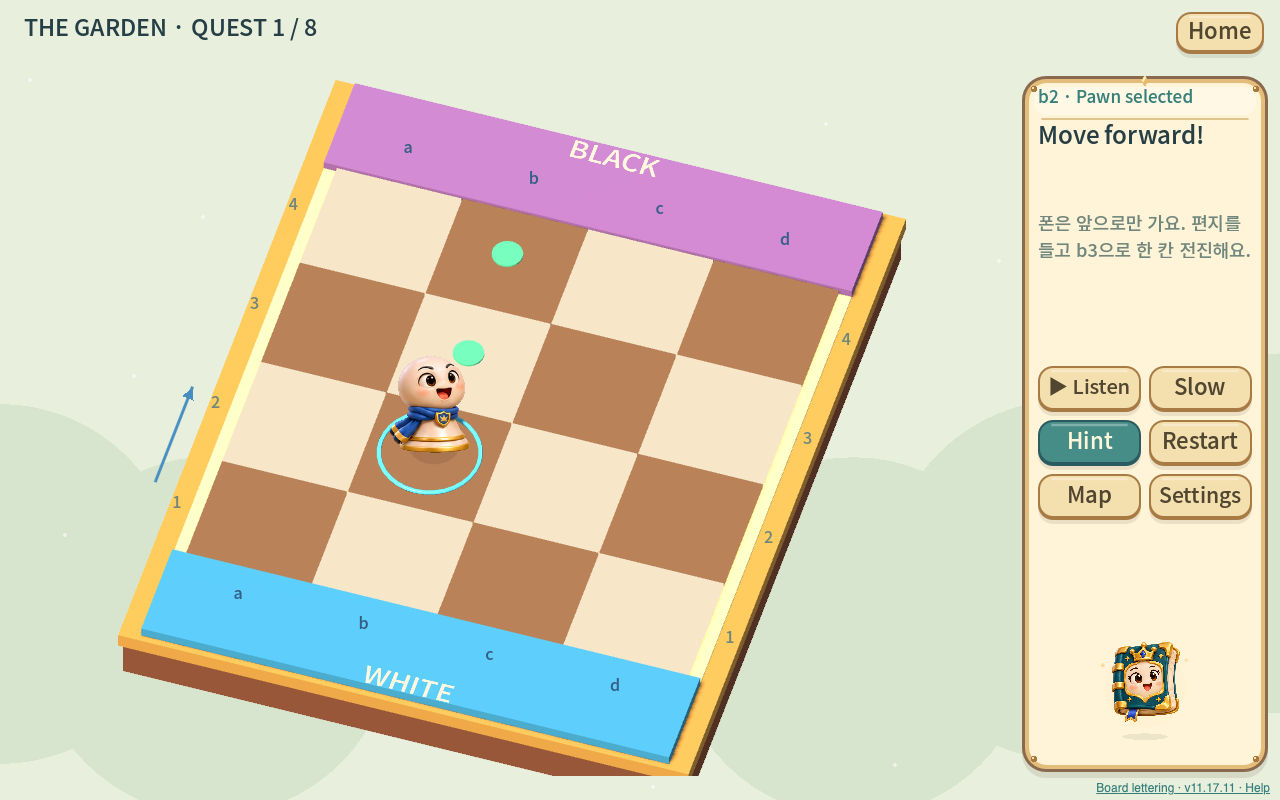 THE GARDEN · QUEST 1 / 8
Home
b2 · Pawn selected
Move forward!
폰은 앞으로만 가요. 편지를
들고 b3으로 한 칸 전진해요.
▶ Listen
Slow
Hint
Restart
Map
Settings
BLACK
a
b
c
d
4
3
2
1
4
3
2
1
a
b
c
d
WHITE
Board lettering · v11.17.11 · Help